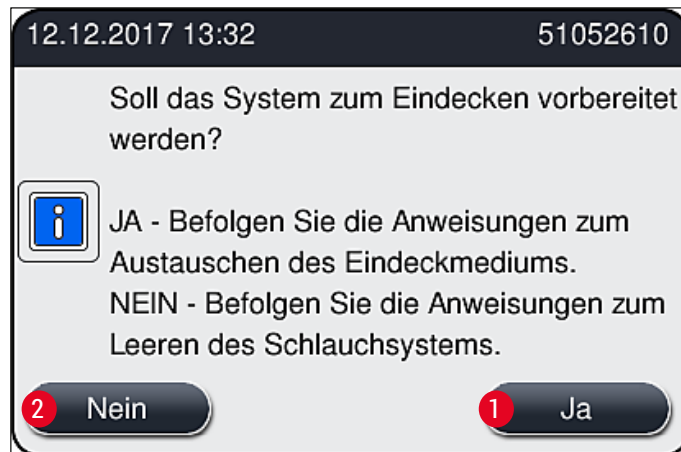 12.12.2017 13:32 51052610
Soll das System zum Eindecken vorbereitet
werden?
JA - Befolgen Sie die Anweisungen zum
Austauschen des Eindeckmediums.
NEIN - Befolgen Sie die Anweisungen zum
Leeren des Schlauchsystems.
2 Nein 1 Ja